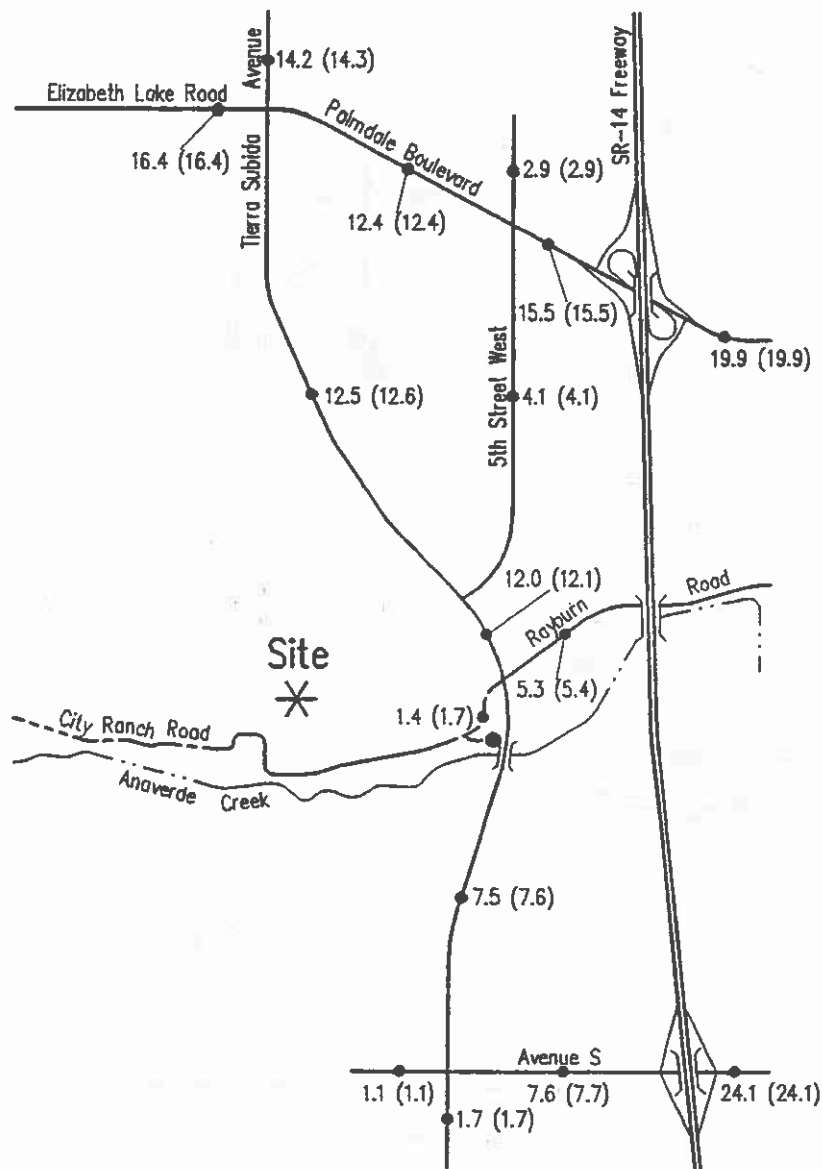 14.2 (14.3)
Avenue
Elizabeth Lake Road
SR-14 Freeway
Palmdale Boulevard
16.4 (16.4)
Tierra Subida
2.9 (2.9)
12.4 (12.4)
15.5 (15.5)
19.9 (19.9)
5th Street West
12.5 (12.6)
4.1 (4.1)
12.0 (12.1)
Rayburn
Road
Site
5.3 (5.4)
1.4 (1.7)
City Ranch Road
Anaverde Creek
7.5 (7.6)
Avenue S
1.1 (1.1)
7.6 (7.7)
24.1 (24.1)
1.7 (1.7)